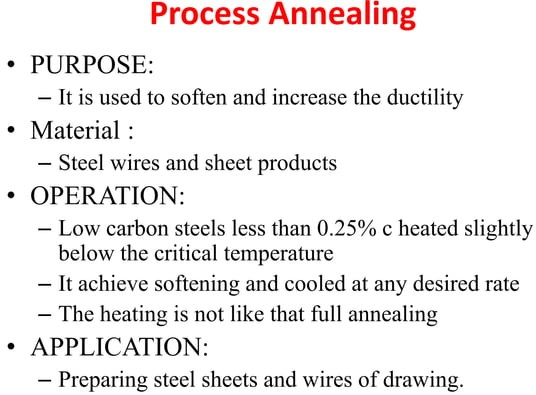 Process Annealing
• PURPOSE:
– It is used to soften and increase the ductility
• Material :
– Steel wires and sheet products
• OPERATION:
– Low carbon steels less than 0.25% c heated slightly
below the critical temperature
– It achieve softening and cooled at any desired rate
– The heating is not like that full annealing
• APPLICATION:
– Preparing steel sheets and wires of drawing.